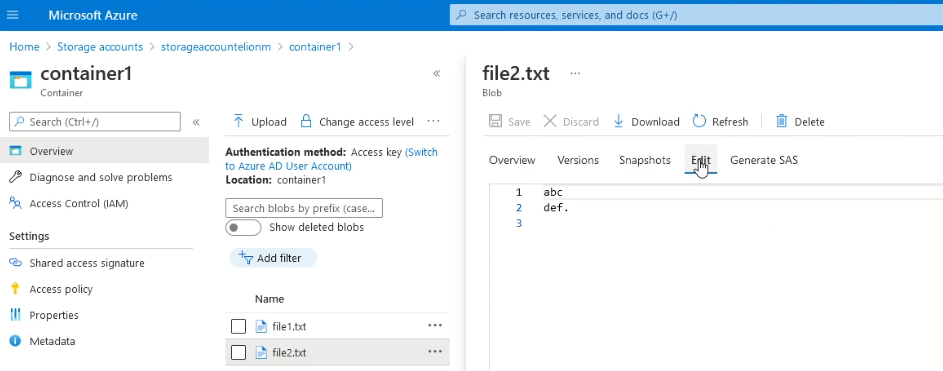 Microsoft Azure
Search resources, services, and docs (G+/)
Home > Storage accounts > storageaccountelionm > container1 >
container1
Container
«
Search (Ctrl+/)
«
Overview
Diagnose and solve problems
Access Control (IAM)
Settings
Shared access signature
Access policy
Properties
Metadata
Upload
Change access level
...
Authentication method: Access key (Switch
to Azure AD User Account)
Location: container1
Search blobs by prefix (case...
Show deleted blobs
Add filter
Name
file1.txt ...
file2.txt ...
file2.txt ...
Blob
Save
Discard
Download
Refresh
Delete
Overview
Versions
Snapshots
Edit
Generate SAS
1 abc
2 def.
3